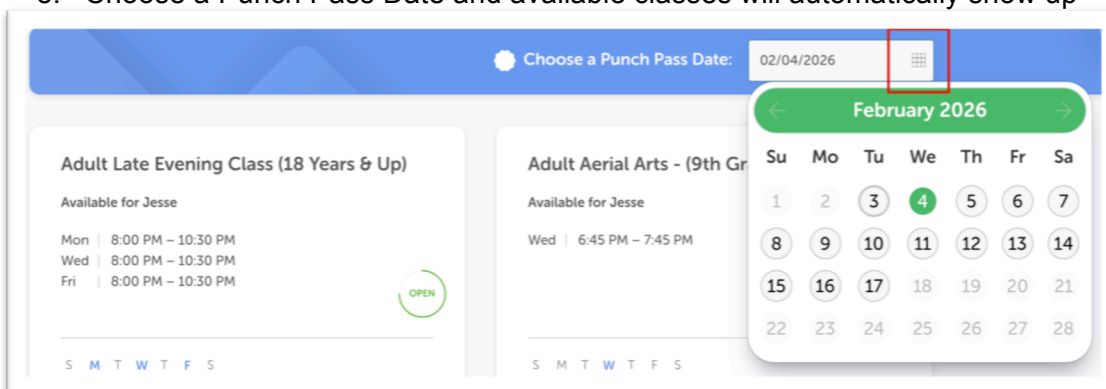 Choose a Punch Pass Date and available classes will automatically show up
Choose a Punch Pass Date: 02/04/2026
February 2026
Su Mo Tu We Th Fr Sa
1 2 3 4 5 6 7
8 9 10 11 12 13 14
15 16 17 18 19 20 21
22 23 24 25 26 27 28
Adult Late Evening Class (18 Years & Up)
Available for Jesse
Mon | 8:00 PM – 10:30 PM
Wed | 8:00 PM – 10:30 PM
Fri | 8:00 PM – 10:30 PM
OPEN
S M T W T F S
Adult Aerial Arts - (9th Gr
Available for Jesse
Wed | 6:45 PM – 7:45 PM
S M T W T F S